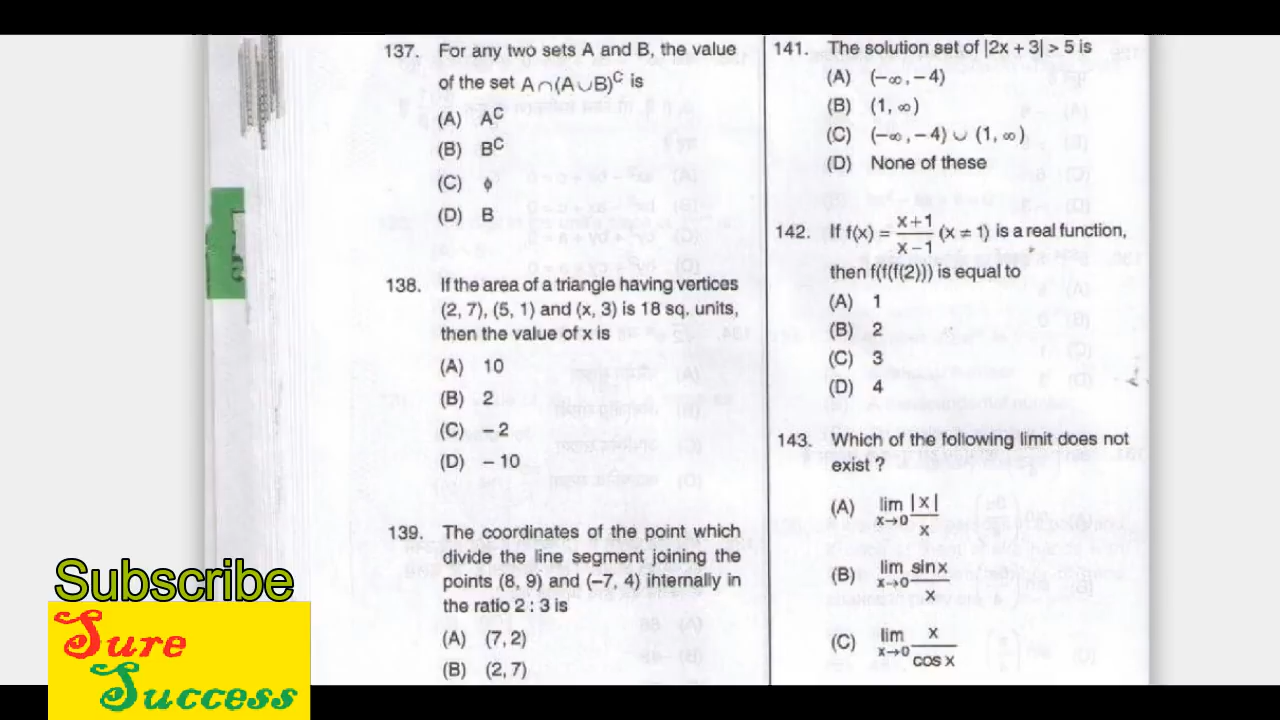 137. For any two sets A and B, the value
of the set A∩(A∪B)ᶜ is
(A) Aᶜ
(B) Bᶜ
(C) ϕ
(D) B
138. If the area of a triangle having vertices
(2, 7), (5, 1) and (x, 3) is 18 sq. units,
then the value of x is
(A) 10
(B) 2
(C) – 2
(D) – 10
139. The coordinates of the point which
divide the line segment joining the
points (8, 9) and (–7, 4) internally in
the ratio 2 : 3 is
(A) (7, 2)
(B) (2, 7)
141. The solution set of |2x + 3| > 5 is
(A) (–∞, –4)
(B) (1, ∞)
(C) (–∞, –4) ∪ (1, ∞)
(D) None of these
142. If f(x) = (x+1)/(x–1) (x ≠ 1) is a real function,
then f(f(f(2))) is equal to
(A) 1
(B) 2
(C) 3
(D) 4
143. Which of the following limit does not
exist ?
(A) lim x→0 |x|/x
(B) lim x→0 sinx/x
(C) lim x→0 x/cos x
Subscribe
Sure
Success